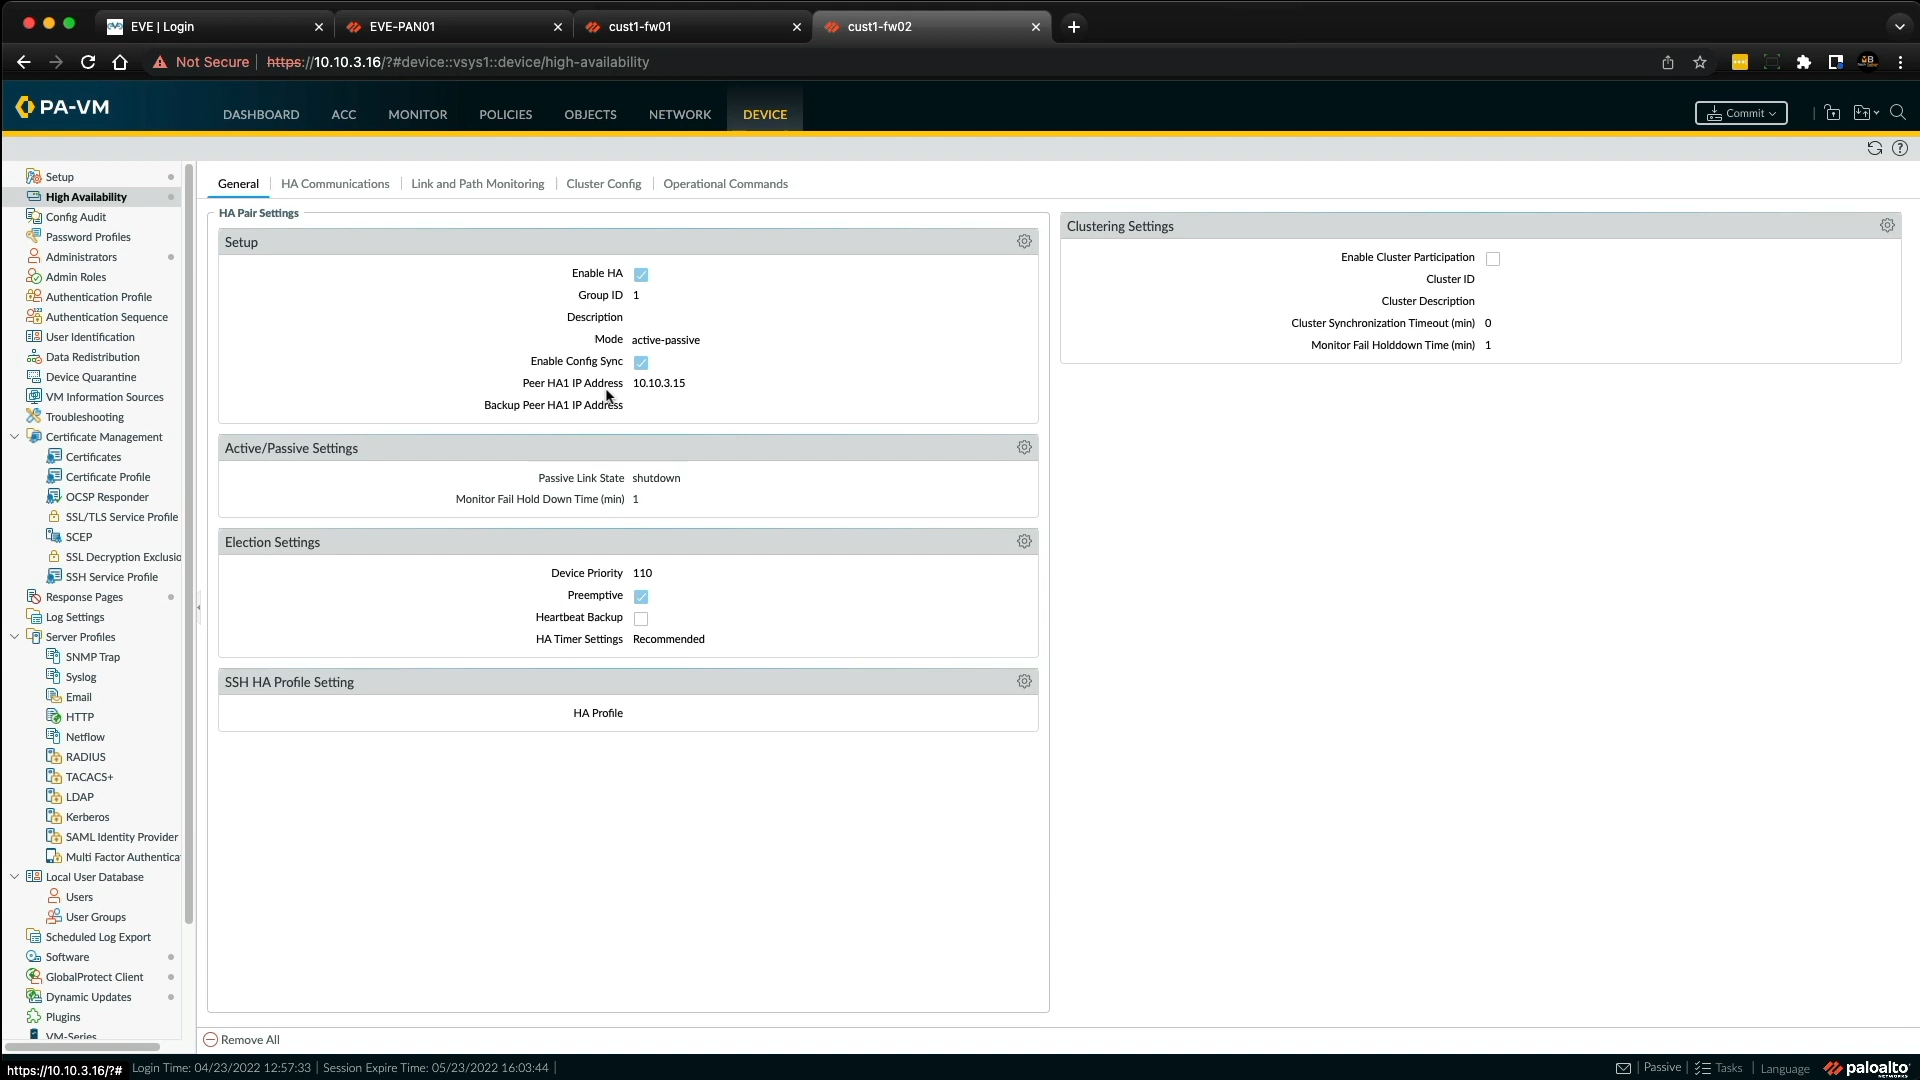 EVE | Login
EVE-PAN01
cust1-fw01
cust1-fw02
Not Secure
https://10.10.3.16/?#device::vsys1::device/high-availability
PA-VM
DASHBOARD
ACC
MONITOR
POLICIES
OBJECTS
NETWORK
DEVICE
Commit
Setup
High Availability
Config Audit
Password Profiles
Administrators
Admin Roles
Authentication Profile
Authentication Sequence
User Identification
Data Redistribution
Device Quarantine
VM Information Sources
Troubleshooting
Certificate Management
Certificates
Certificate Profile
OCSP Responder
SSL/TLS Service Profile
SCEP
SSL Decryption Exclusio
SSH Service Profile
Response Pages
Log Settings
Server Profiles
SNMP Trap
Syslog
Email
HTTP
Netflow
RADIUS
TACACS+
LDAP
Kerberos
SAML Identity Provider
Multi Factor Authentica
Local User Database
Users
User Groups
Scheduled Log Export
Software
GlobalProtect Client
Dynamic Updates
Plugins
VM-Series
General
HA Communications
Link and Path Monitoring
Cluster Config
Operational Commands
HA Pair Settings
Setup
Enable HA
Group ID 1
Description
Mode active-passive
Enable Config Sync
Peer HA1 IP Address 10.10.3.15
Backup Peer HA1 IP Address
Active/Passive Settings
Passive Link State shutdown
Monitor Fail Hold Down Time (min) 1
Election Settings
Device Priority 110
Preemptive
Heartbeat Backup
HA Timer Settings Recommended
SSH HA Profile Setting
HA Profile
Clustering Settings
Enable Cluster Participation
Cluster ID
Cluster Description
Cluster Synchronization Timeout (min) 0
Monitor Fail Holddown Time (min) 1
Remove All
https://10.10.3.16/?#
Login Time: 04/23/2022 12:57:33
Session Expire Time: 05/23/2022 16:03:44
Passive
Tasks
Language
paloalto
NETWORKS